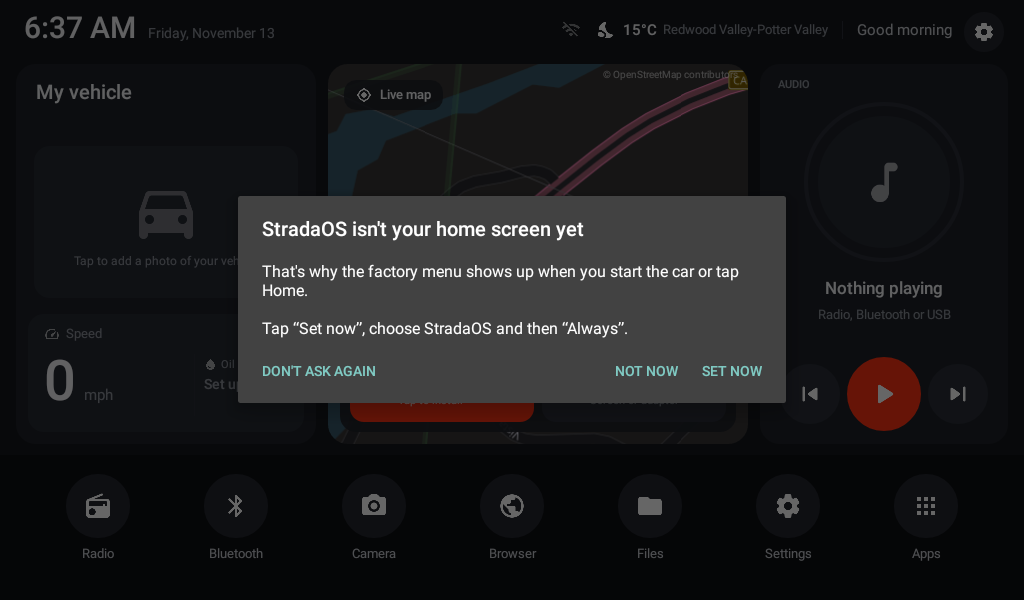 6:37 AM
Friday, November 13
15°C
Redwood Valley-Potter Valley
Good morning
My vehicle
Live map
© OpenStreetMap contributors
CA
AUDIO
StradaOS isn't your home screen yet
That's why the factory menu shows up when you start the car or tap
Home.
Tap “Set now”, choose StradaOS and then “Always”.
DON'T ASK AGAIN
NOT NOW
SET NOW
Tap to add a photo of your veh
Nothing playing
Radio, Bluetooth or USB
Speed
0 mph
Oil
Set up
Radio
Bluetooth
Camera
Browser
Files
Settings
Apps